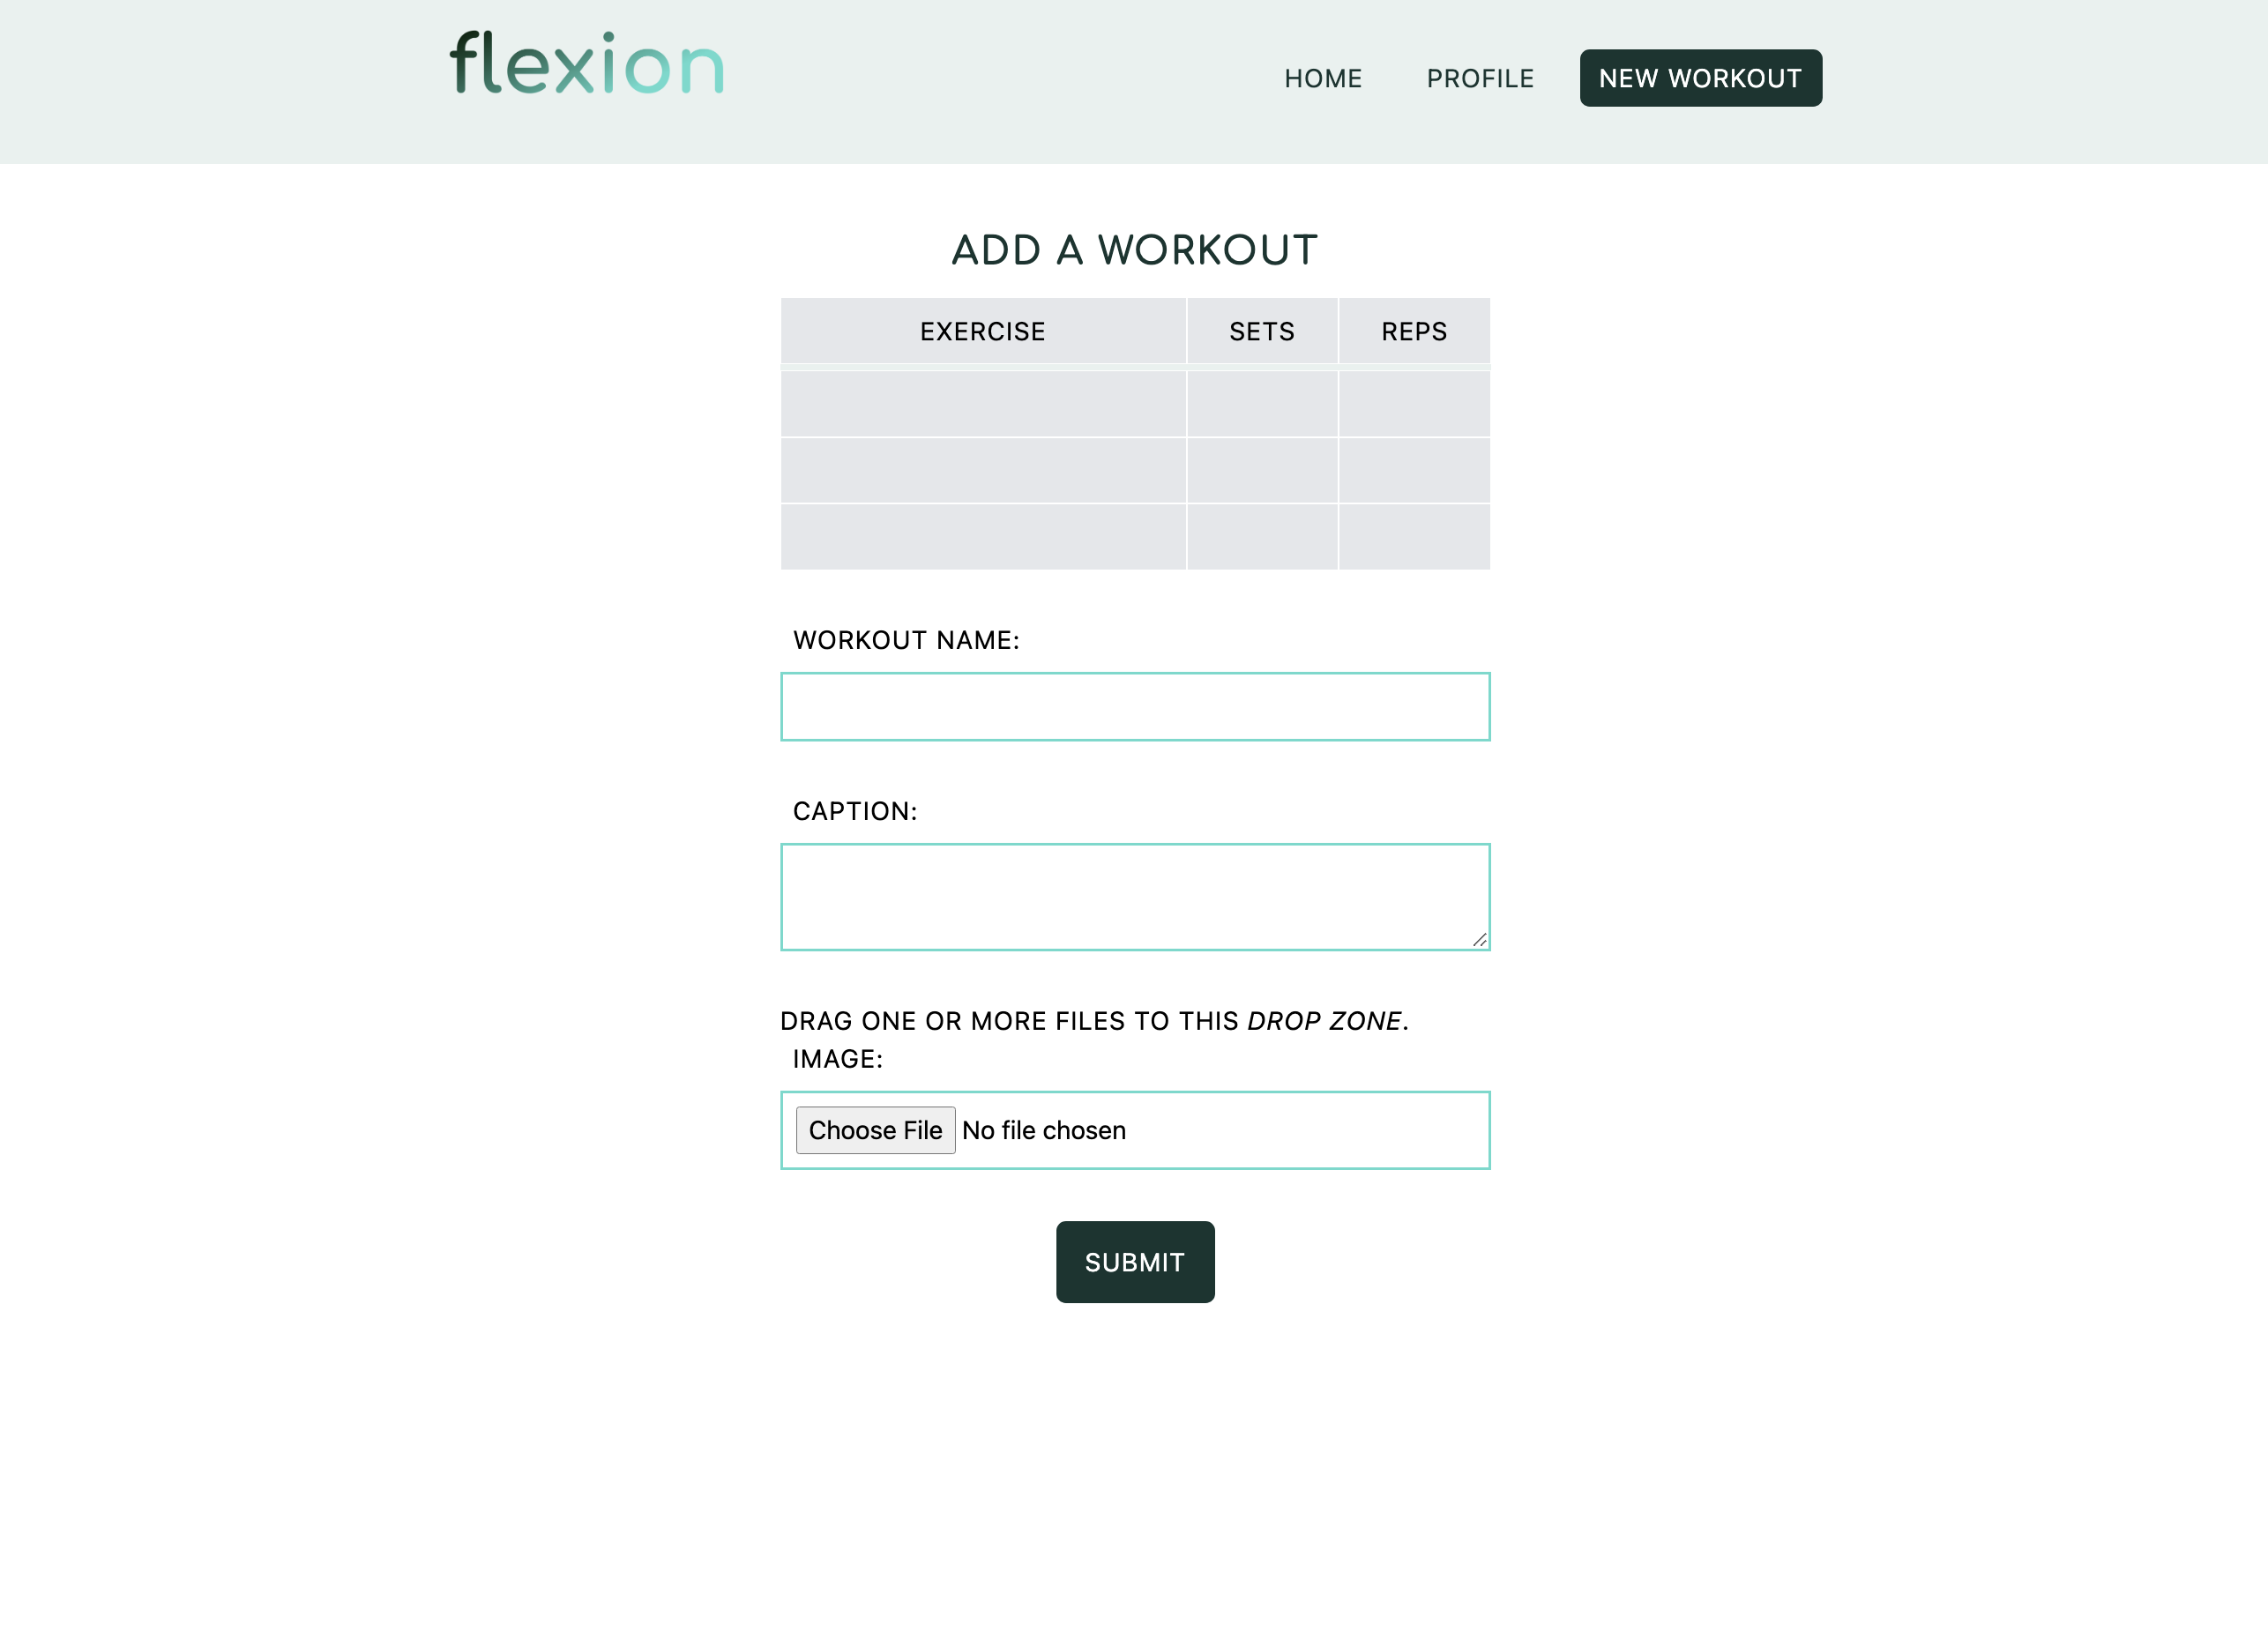 flexion
HOME PROFILE NEW WORKOUT
ADD A WORKOUT
EXERCISE SETS REPS
WORKOUT NAME:
CAPTION:
DRAG ONE OR MORE FILES TO THIS DROP ZONE.
IMAGE:
Choose File No file chosen
SUBMIT